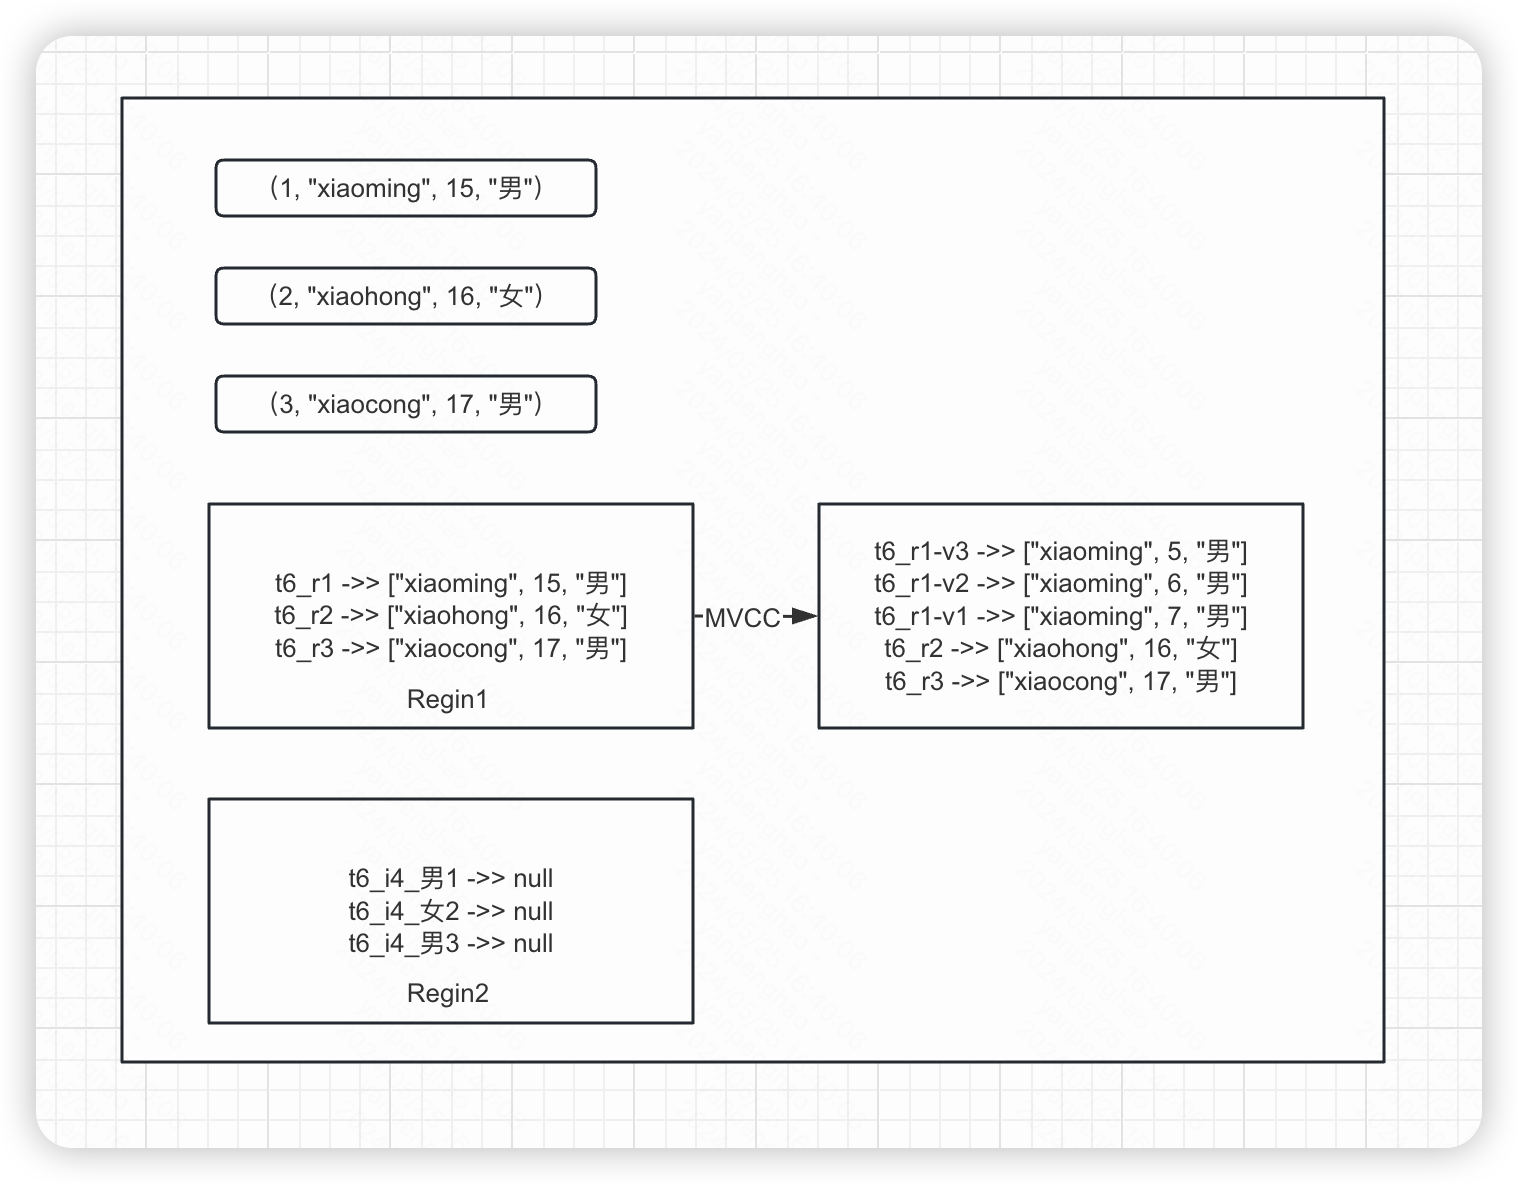 (1, "xiaoming", 15, "男")
(2, "xiaohong", 16, "女")
(3, "xiaocong", 17, "男")
t6_r1 ->> ["xiaoming", 15, "男"]
t6_r2 ->> ["xiaohong", 16, "女"]
t6_r3 ->> ["xiaocong", 17, "男"]
Regin1
MVCC
t6_r1-v3 ->> ["xiaoming", 5, "男"]
t6_r1-v2 ->> ["xiaoming", 6, "男"]
t6_r1-v1 ->> ["xiaoming", 7, "男"]
t6_r2 ->> ["xiaohong", 16, "女"]
t6_r3 ->> ["xiaocong", 17, "男"]
t6_i4_男1 ->> null
t6_i4_女2 ->> null
t6_i4_男3 ->> null
Regin2